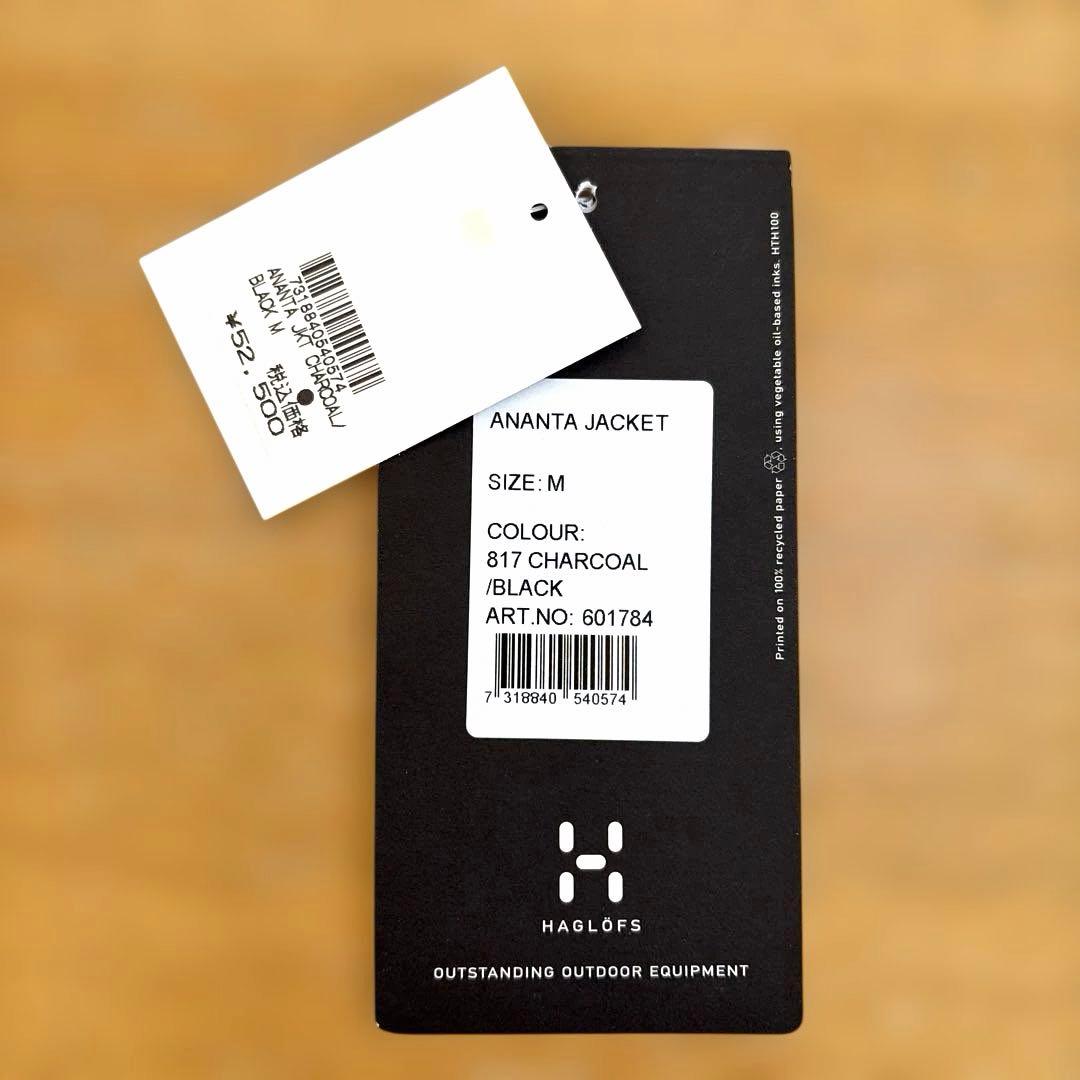 7318840540574
ANANTA JKT CHARCOAL/
BLACK M
税込価格
¥52,500
ANANTA JACKET
SIZE: M
COLOUR:
817 CHARCOAL
/BLACK
ART.NO: 601784
7 318840 540574
HAGLÖFS
OUTSTANDING OUTDOOR EQUIPMENT
Printed on 100% recycled paper, using vegetable oil-based inks. HTH100